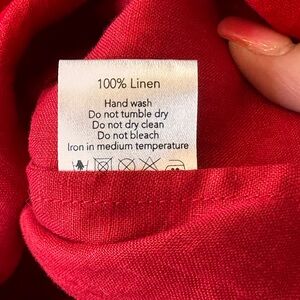 100% Linen
Hand wash
Do not tumble dry
Do not dry clean
Do not bleach
Iron in medium temperature